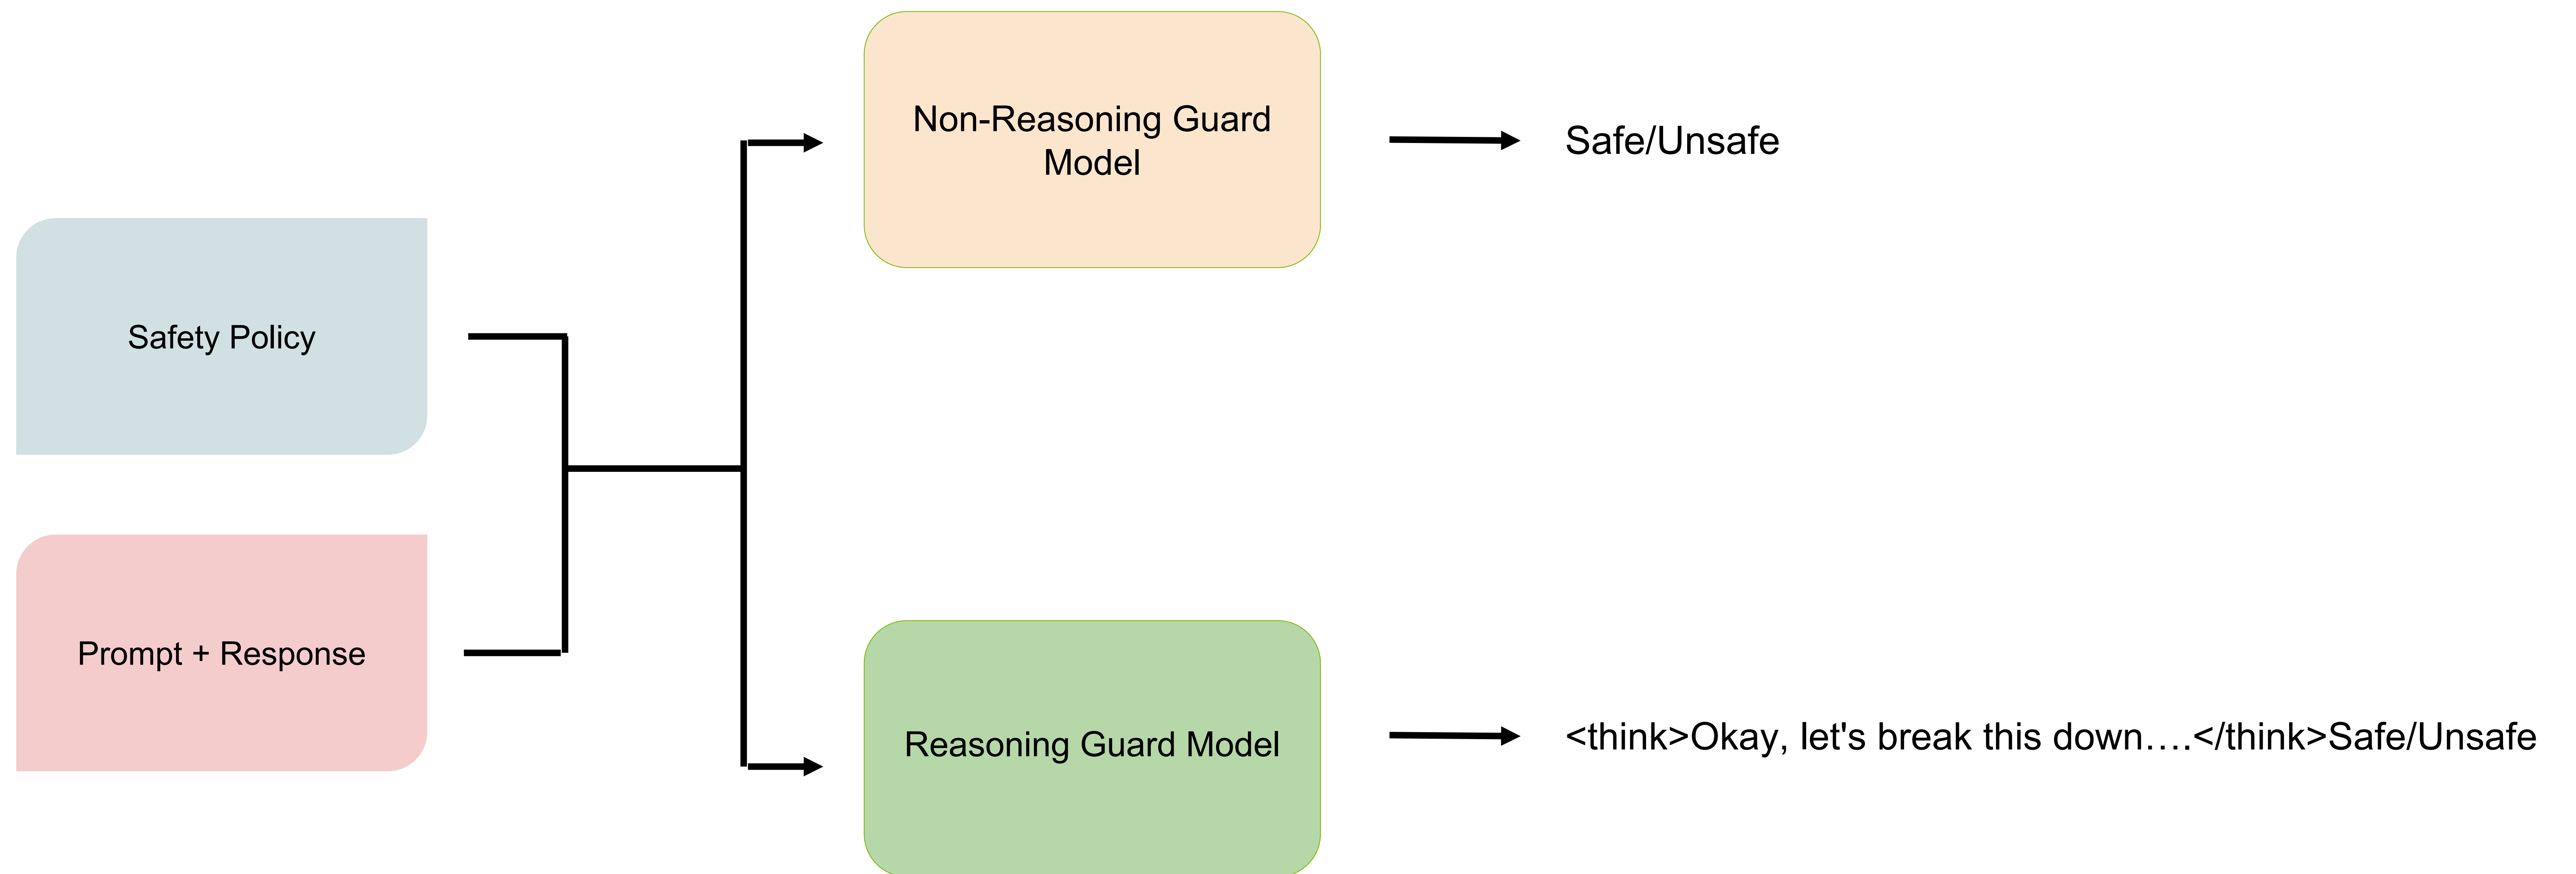 Non-Reasoning Guard
Model
Safe/Unsafe
Safety Policy
Prompt + Response
Reasoning Guard Model
<think>Okay, let's break this down....</think>Safe/Unsafe